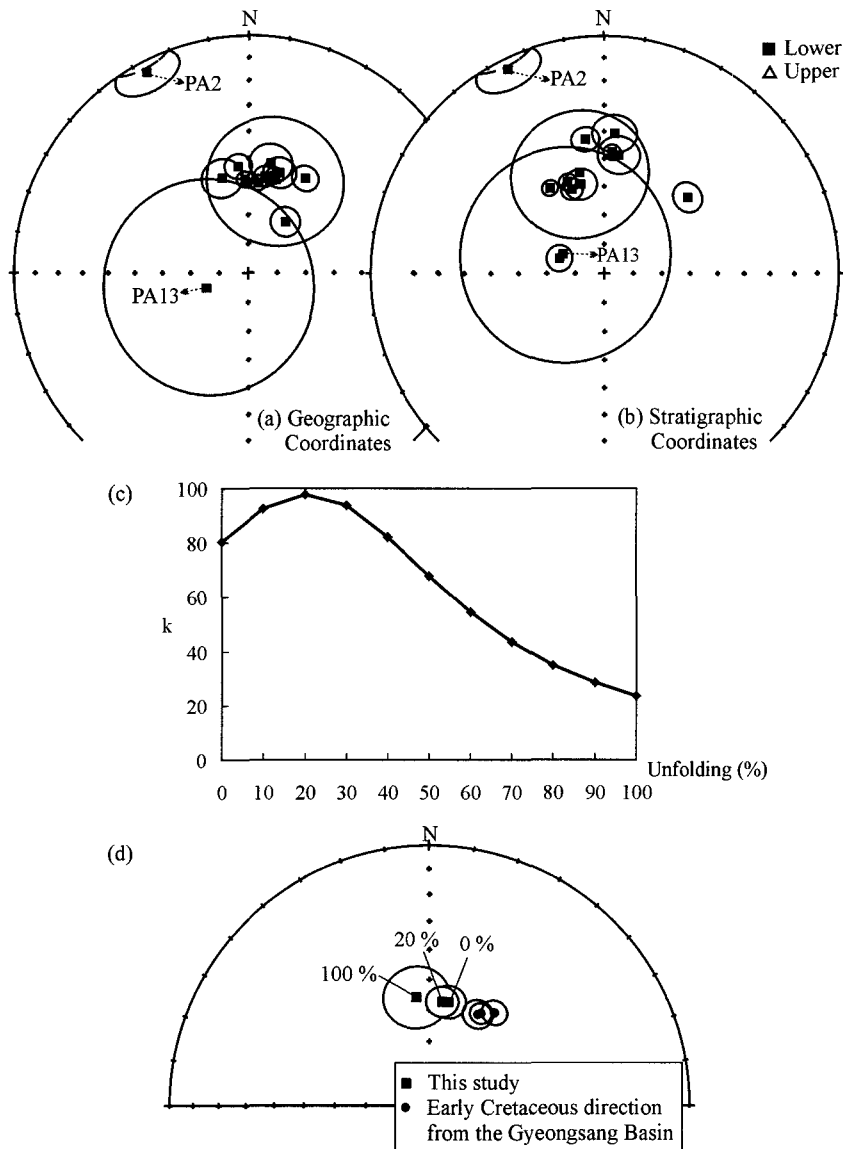 N
N
■ Lower
△ Upper
PA2
PA2
PA13
PA13
(a) Geographic
Coordinates
(b) Stratigraphic
Coordinates
(c)
100
80
60
k
40
20
0
Unfolding (%)
0 10 20 30 40 50 60 70 80 90 100
(d)
N
20 %
0 %
100 %
■ This study
● Early Cretaceous direction
from the Gyeongsang Basin